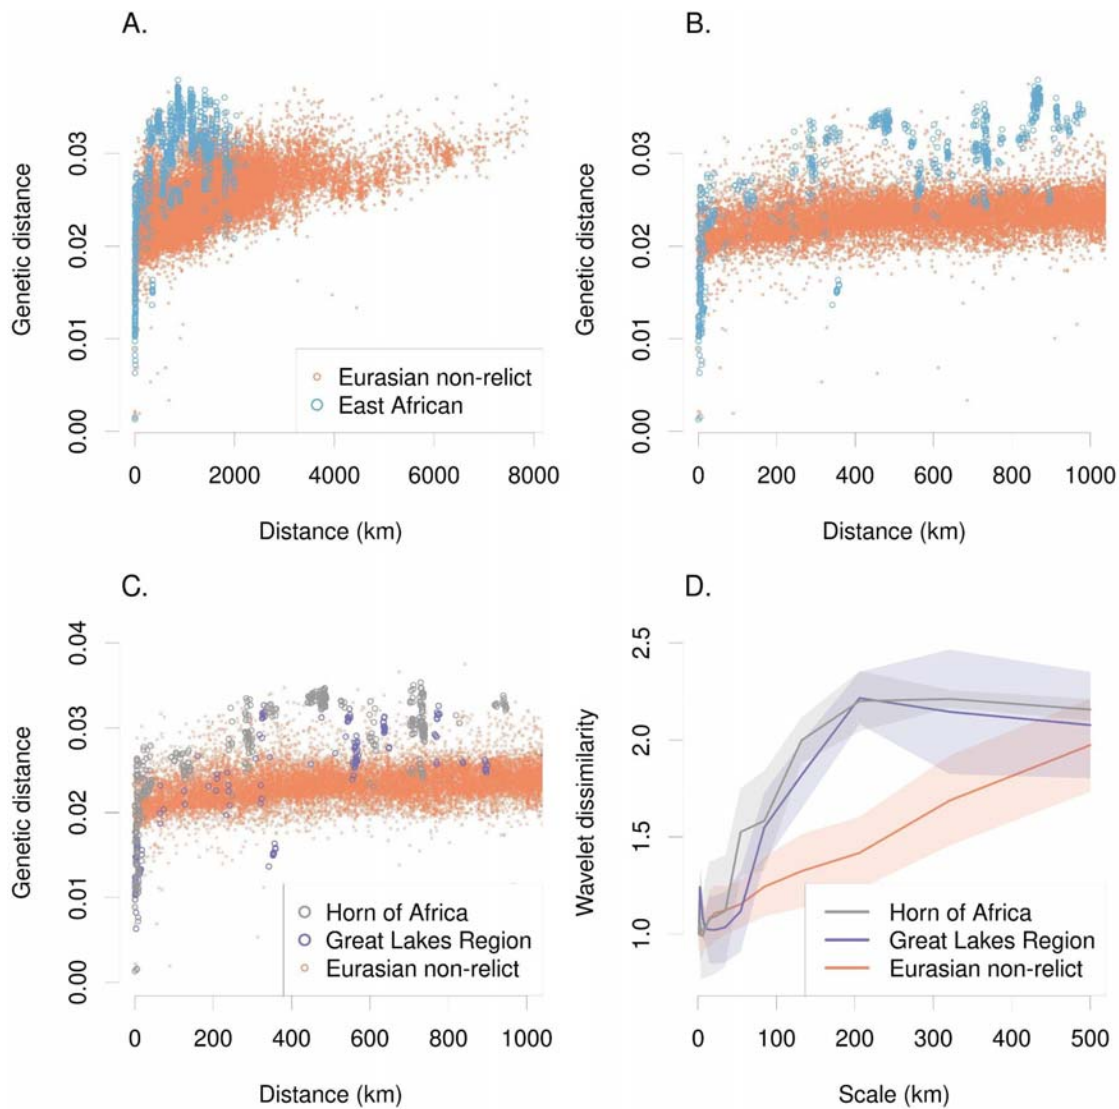 A.
Genetic distance
0.03
0.02
0.01
0.00
Eurasian non-relict
East African
0 2000 4000 6000 8000
Distance (km)
B.
Genetic distance
0.03
0.02
0.01
0.00
0 200 400 600 800 1000
Distance (km)
C.
Genetic distance
0.04
0.03
0.02
0.01
0.00
Horn of Africa
Great Lakes Region
Eurasian non-relict
0 200 400 600 800 1000
Distance (km)
D.
Wavelet dissimilarity
2.5
2.0
1.5
1.0
Horn of Africa
Great Lakes Region
Eurasian non-relict
0 100 200 300 400 500
Scale (km)